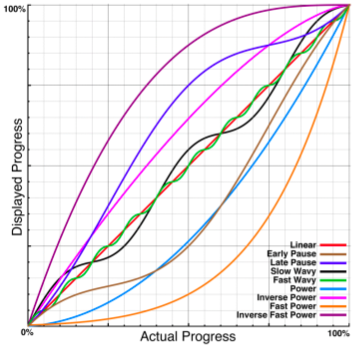 100%
Displayed Progress
Linear
Early Pause
Late Pause
Slow Wavy
Fast Wavy
Power
Inverse Power
Fast Power
Inverse Fast Power
0%
Actual Progress
100%